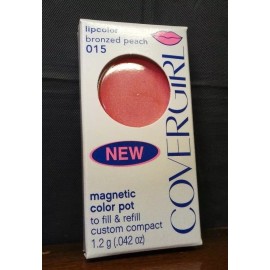 lipcolor
bronzed peach
015
COVERGIRL
NEW
magnetic
color pot
to fill & refill
custom compact
1.2 g (.042 oz)